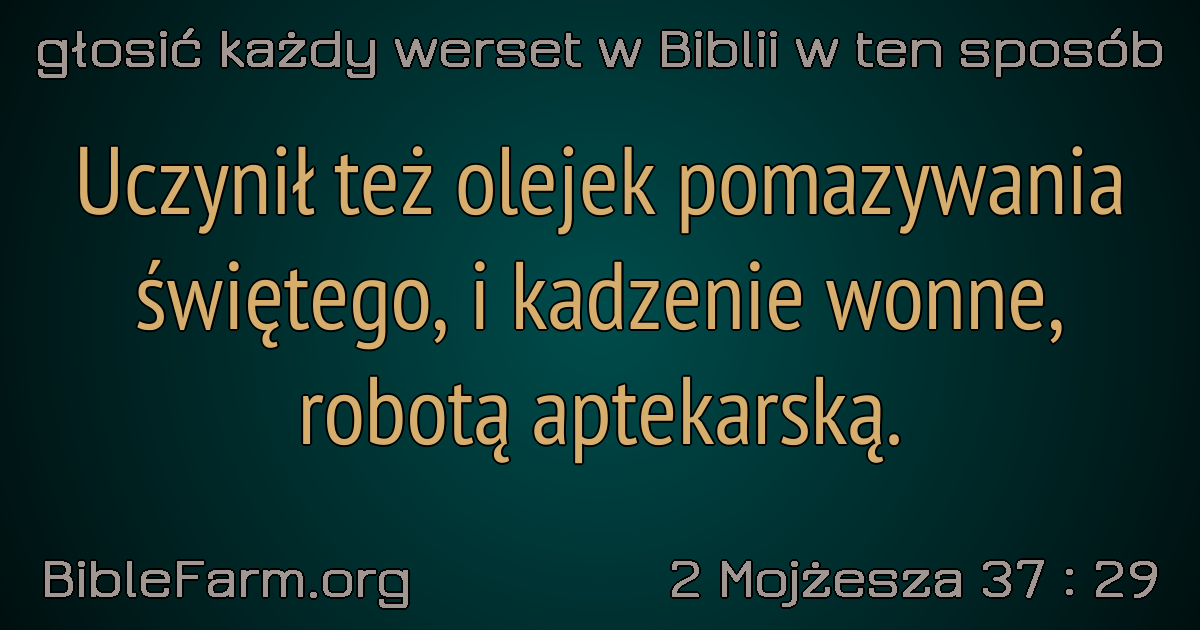 głosić każdy werset w Biblii w ten sposób
Uczynił też olejek pomazywania
świętego, i kadzenie wonne,
robotą aptekarską.
BibleFarm.org
2 Mojżesza 37 : 29